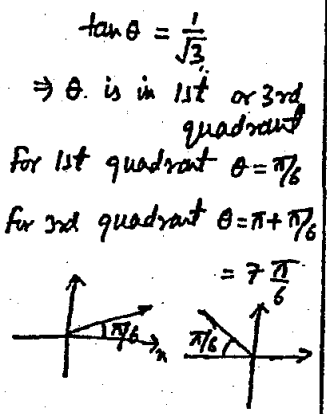 tan θ = 1/√3
⇒ θ. is in 1st or 3rd
quadrant
For 1st quadrant θ = π/6
for 3rd quadrant θ = π + π/6
= 7 π/6
π/6 x
π/6